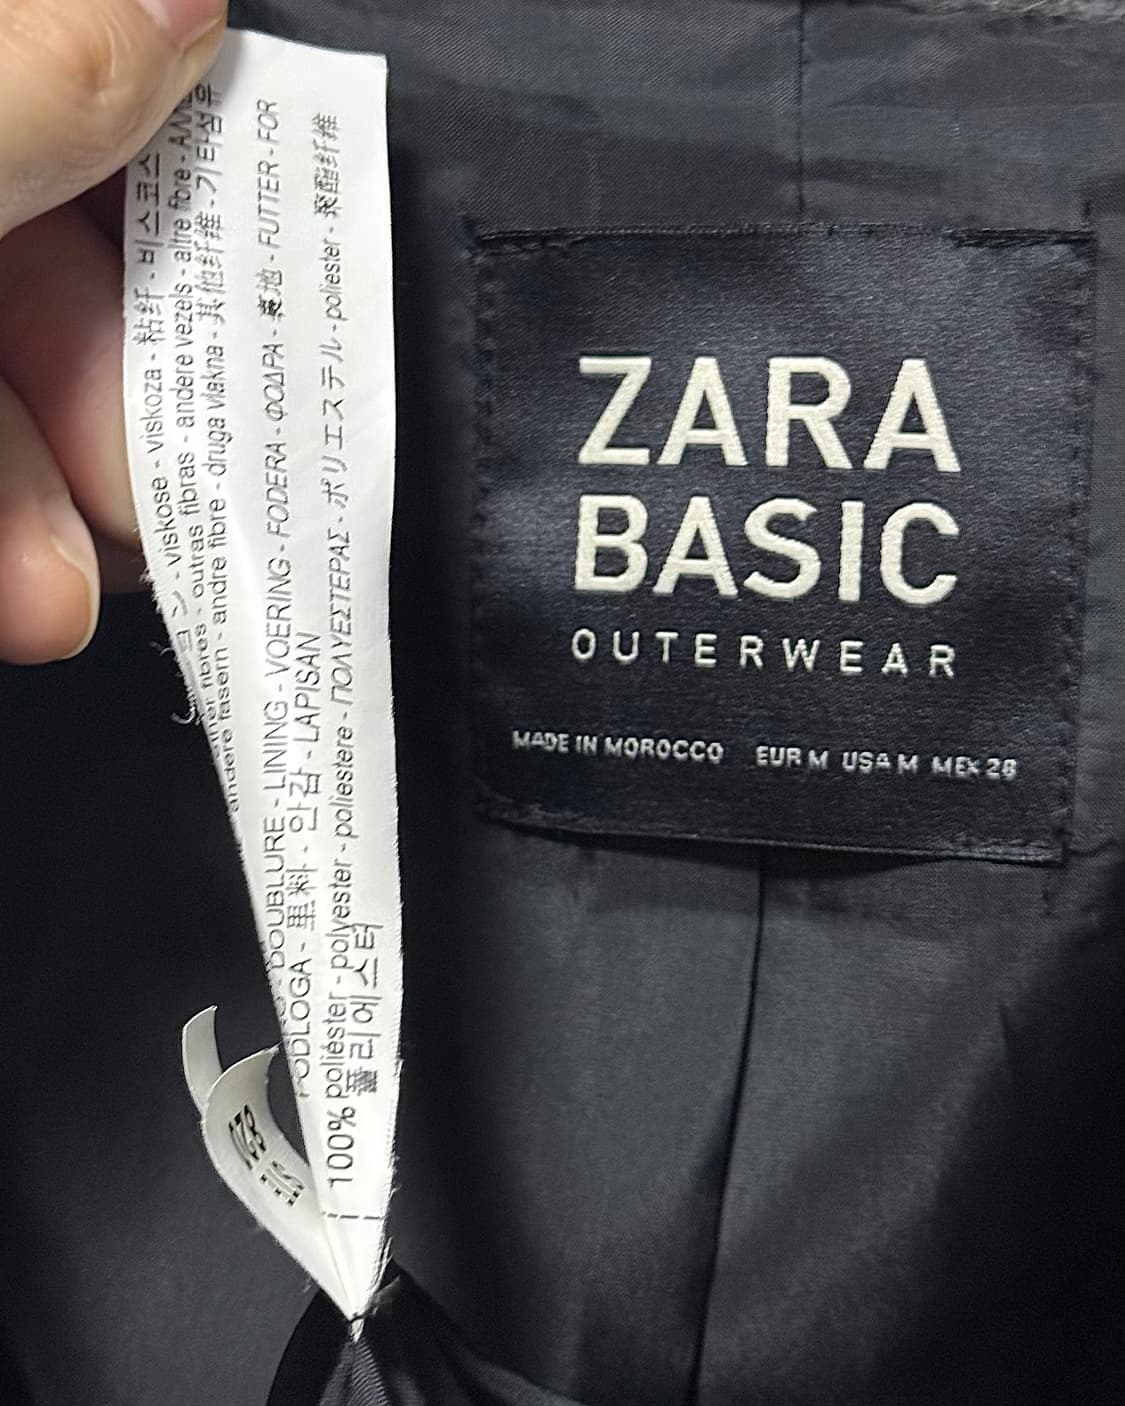 ZARA
BASIC
OUTERWEAR
MADE IN MOROCCO EUR M USA M MEX 28
- viskose - viskoza - 粘纤 - 비스코스
fibres - outras fibras - andere vezels - altre fibre -
andere fasern - andre fibre - druga vlakna - 其他纤维 - 기타섬유
DOUBLURE - LINING - VOERING - FODERA - ΦΟΔΡΑ - 裏地 - FUTTER - FOR
PODLOGA - 里料 - 안감 - LAPISAN
100% poliéster - polyester - poliestere - ΠΟΛΥΕΣΤΕΡΑΣ - ポリエステル - poliester - 聚酯纤维
폴리에스터